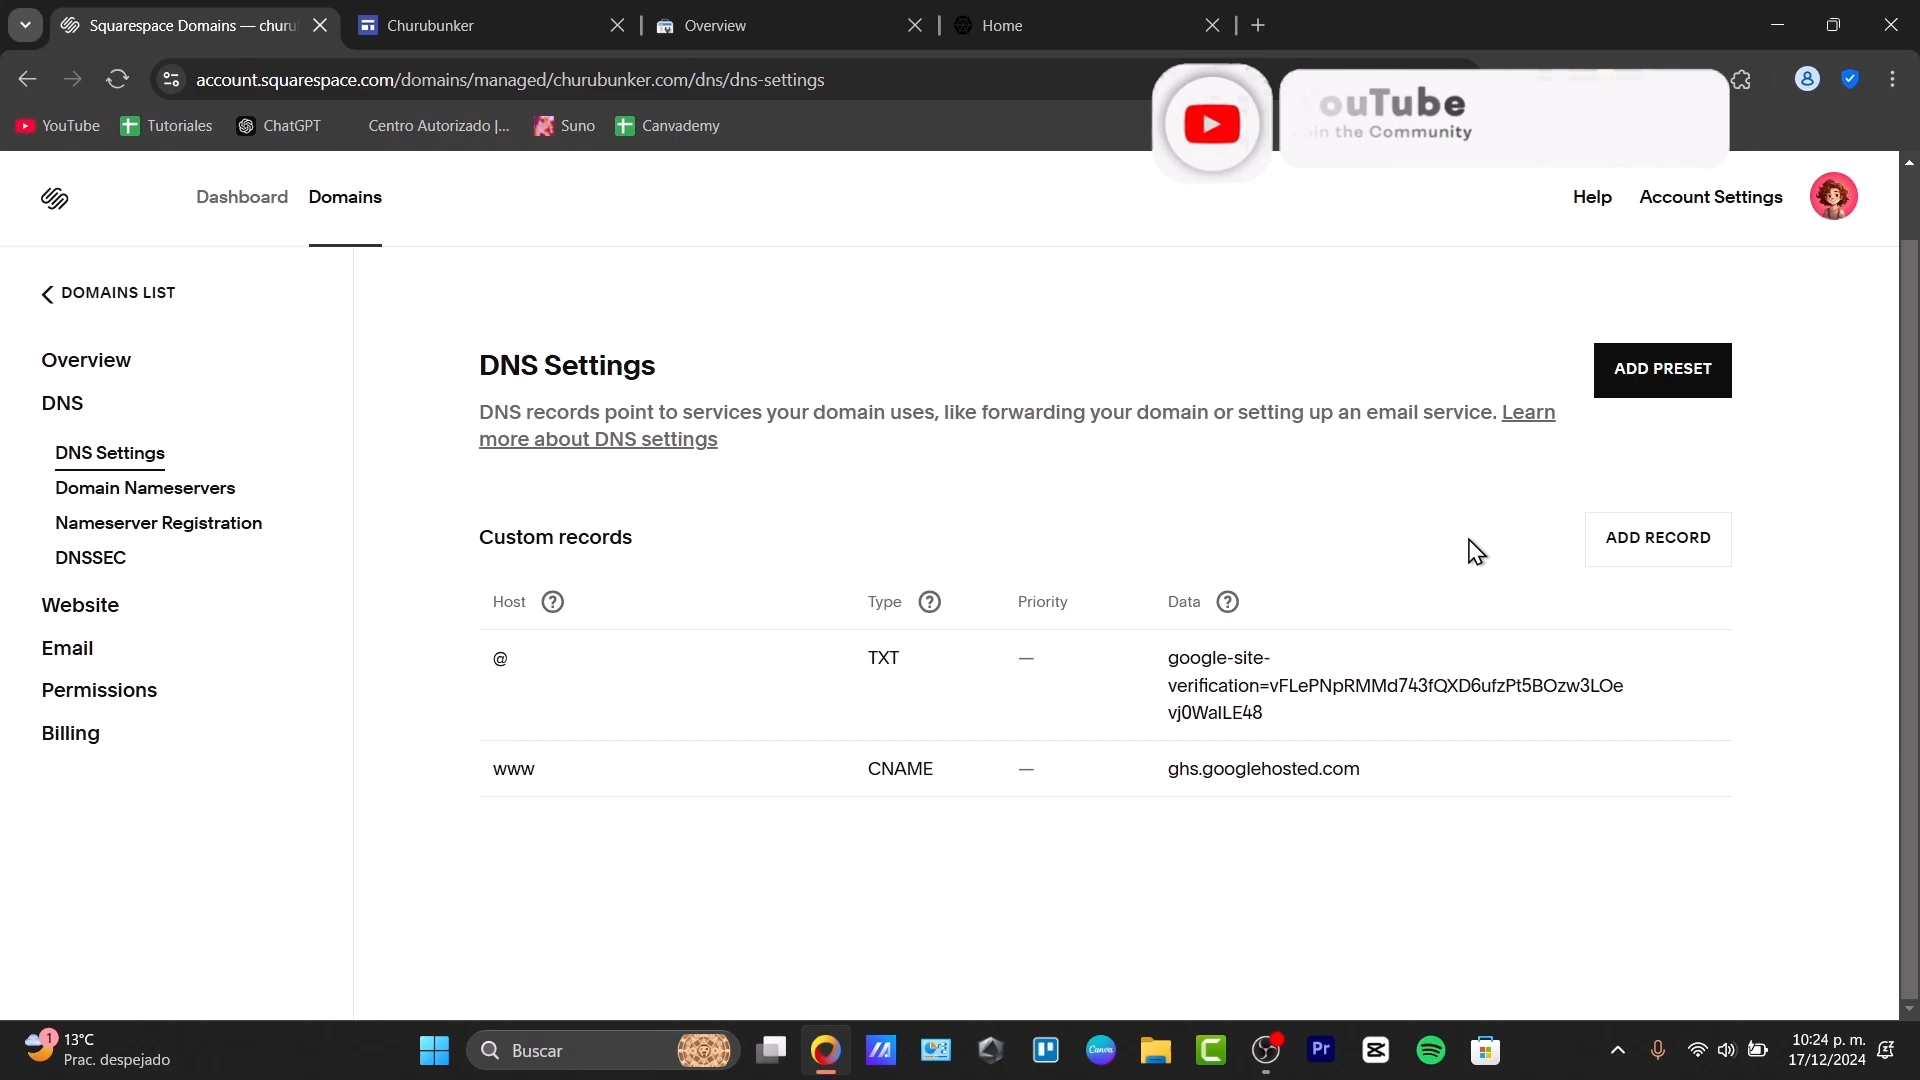 Squarespace Domains — churu
Churubunker
Overview
Home
account.squarespace.com/domains/managed/churubunker.com/dns/dns-settings
YouTube
Tutoriales
ChatGPT
Centro Autorizado |...
Suno
Canvademy
ouTube
in the Community
Dashboard
Domains
Help
Account Settings
DOMAINS LIST
Overview
DNS
DNS Settings
Domain Nameservers
Nameserver Registration
DNSSEC
Website
Email
Permissions
Billing
DNS Settings
ADD PRESET
DNS records point to services your domain uses, like forwarding your domain or setting up an email service. Learn
more about DNS settings
Custom records
ADD RECORD
Host ?
Type ?
Priority
Data ?
@
TXT
—
google-site-
verification=vFLePNpRMMd743fQXD6ufzPt5BOzw3LOe
vj0WaILE48
www
CNAME
—
ghs.googlehosted.com
1
13°C
Prac. despejado
Buscar
Canva
Pr
10:24 p. m.
17/12/2024